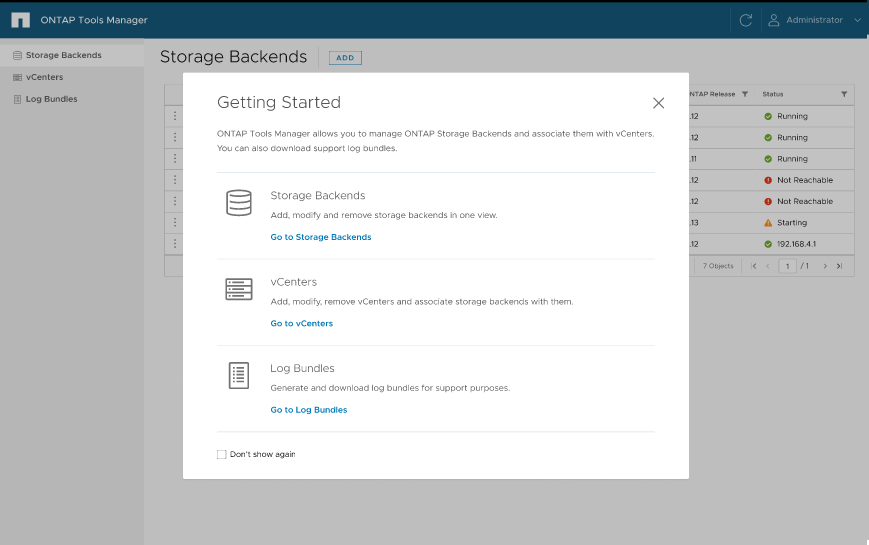 ONTAP Tools Manager
Administrator
Storage Backends
vCenters
Log Bundles
Storage Backends
ADD
Status
.12
Running
.12
Running
.11
Running
.12
Not Reachable
.12
Not Reachable
.13
Starting
.12
192.168.4.1
7 Objects
1
/ 1
Getting Started
ONTAP Tools Manager allows you to manage ONTAP Storage Backends and associate them with vCenters.
You can also download support log bundles.
Storage Backends
Add, modify and remove storage backends in one view.
Go to Storage Backends
vCenters
Add, modify, remove vCenters and associate storage backends with them.
Go to vCenters
Log Bundles
Generate and download log bundles for support purposes.
Go to Log Bundles
Don't show again